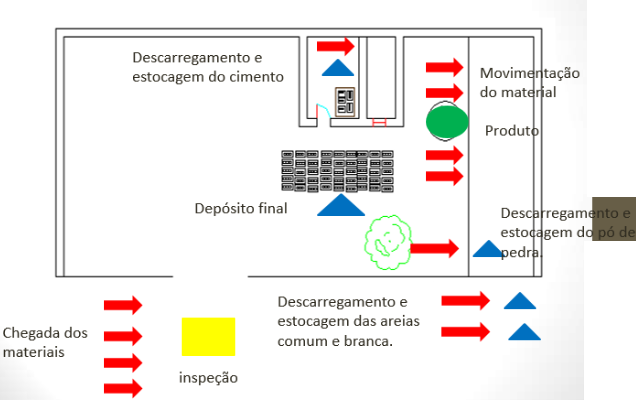 Descarregamento e
estocagem do cimento
Movimentação
do material
Produto
Depósito final
Descarregamento e
estocagem do pó de
pedra.
Descarregamento e
estocagem das areias
comum e branca.
Chegada dos
materiais
inspeção